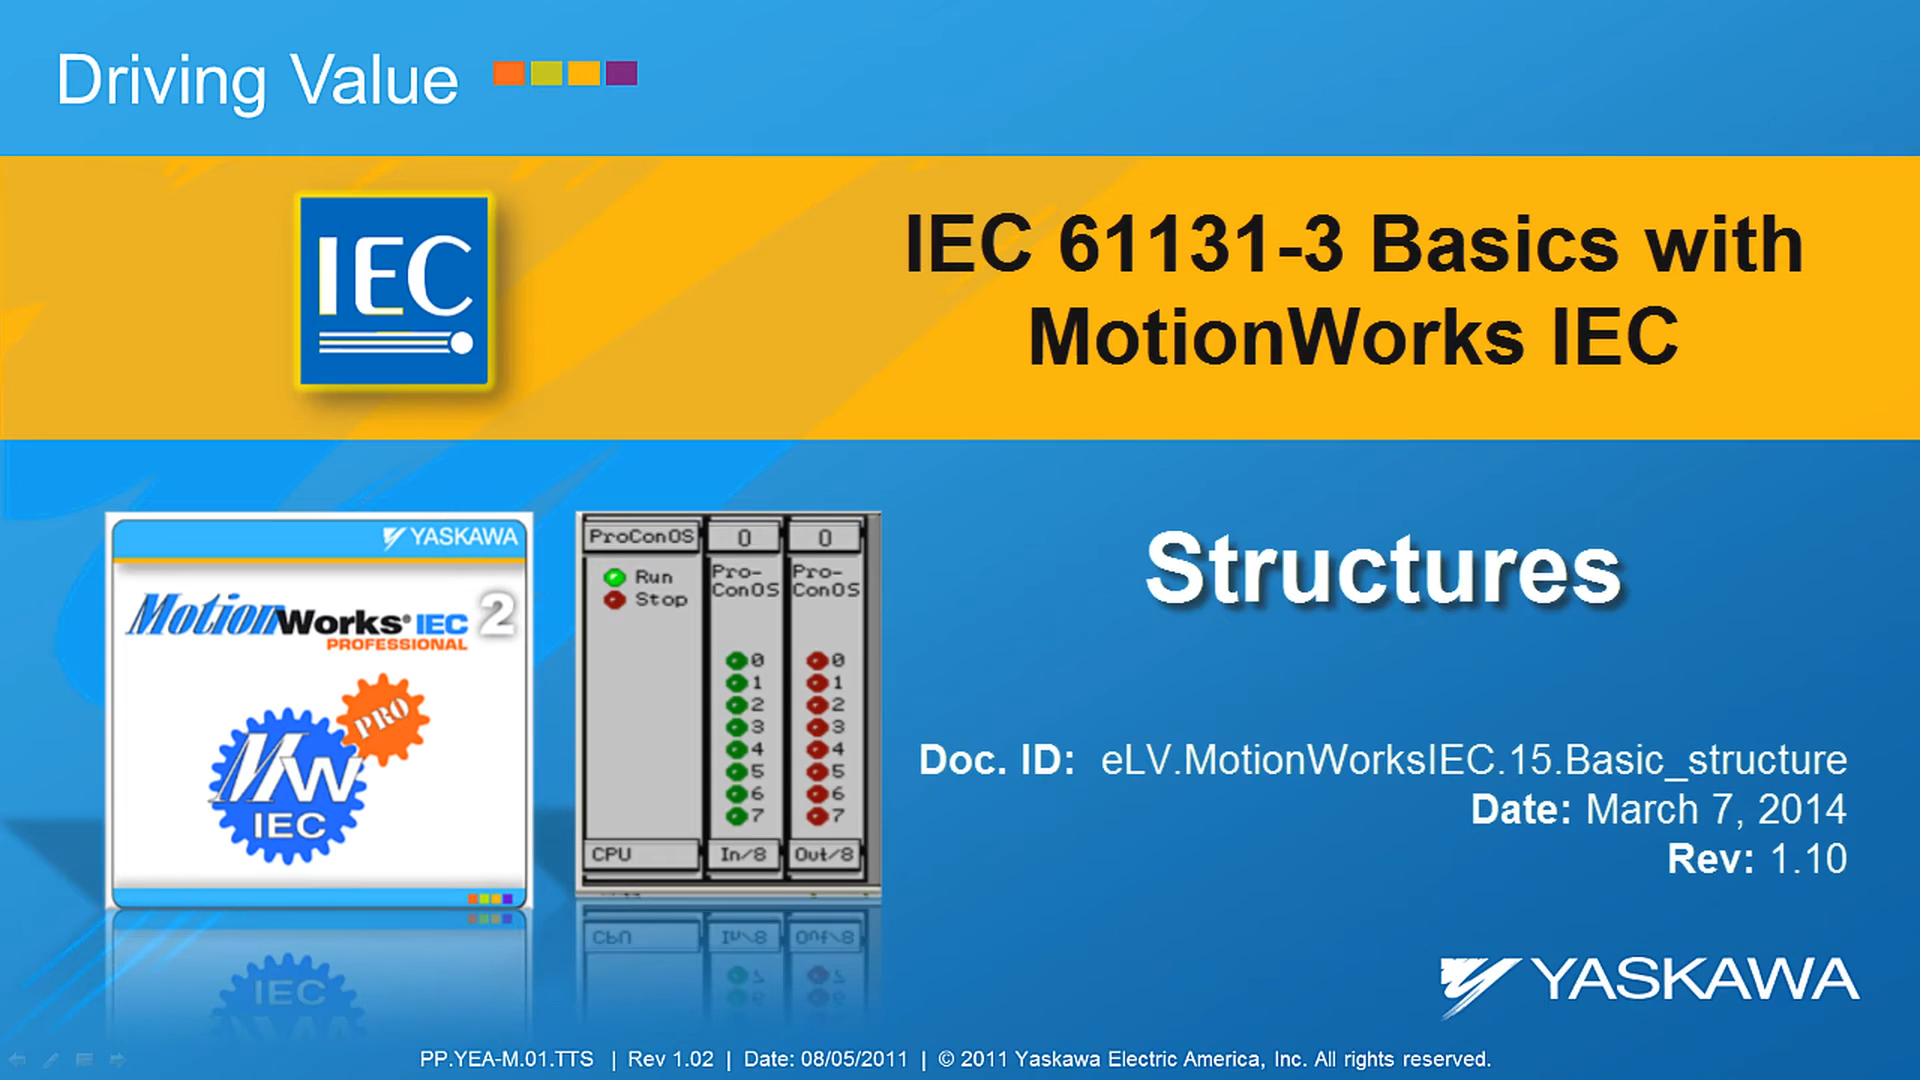 Driving Value
IEC
IEC 61131-3 Basics with
MotionWorks IEC
YASKAWA
MotionWorks® IEC 2
PROFESSIONAL
PRO
MW
IEC
ProConOS 0 0
Run
Stop
Pro-
ConOS
Pro-
ConOS
0 0
1 1
2 2
3 3
4 4
5 5
6 6
7 7
CPU In/8 Out/8
Structures
Doc. ID: eLV.MotionWorksIEC.15.Basic_structure
Date: March 7, 2014
Rev: 1.10
YASKAWA
PP.YEA-M.01.TTS | Rev 1.02 | Date: 08/05/2011 | © 2011 Yaskawa Electric America, Inc. All rights reserved.